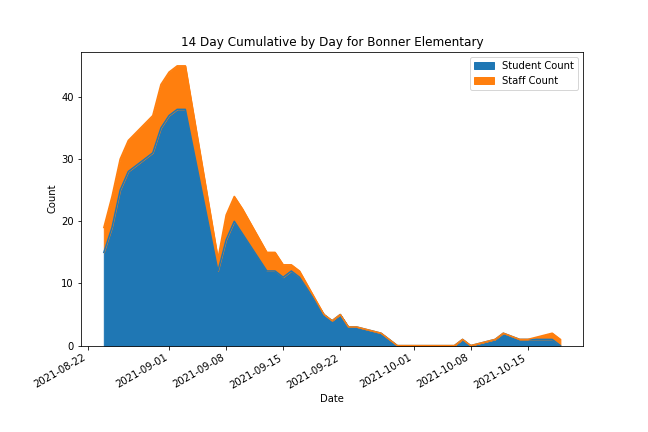 14 Day Cumulative by Day for Bonner Elementary
Student Count
Staff Count
Count
40
30
20
10
0
2021-08-22
2021-09-01
2021-09-08
2021-09-15
2021-09-22
2021-10-01
2021-10-08
2021-10-15
Date